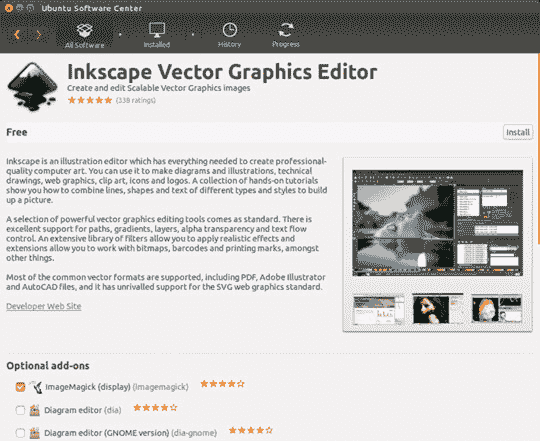 Ubuntu Software Center
All Software
Installed
History
Progress
Inkscape Vector Graphics Editor
Create and edit Scalable Vector Graphics images
(338 ratings)
Free
Install
Inkscape is an illustration editor which has everything needed to create professional-
quality computer art. You can use it to make diagrams and illustrations, technical
drawings, web graphics, clip art, icons and logos. A collection of hands-on tutorials
show you how to combine lines, shapes and text of different types and styles to build
up a picture.
A selection of powerful vector graphics editing tools comes as standard. There is
excellent support for paths, gradients, layers, alpha transparency and text flow
control. An extensive library of filters allow you to apply realistic effects and
extensions allow you to work with bitmaps, barcodes and printing marks, amongst
other things.
Most of the common vector formats are supported, including PDF, Adobe Illustrator
and AutoCAD files, and it has unrivalled support for the SVG web graphics standard.
Developer Web Site
Optional add-ons
ImageMagick (display) (imagemagick)
Diagram editor (dia)
Diagram editor (GNOME version) (dia-gnome)